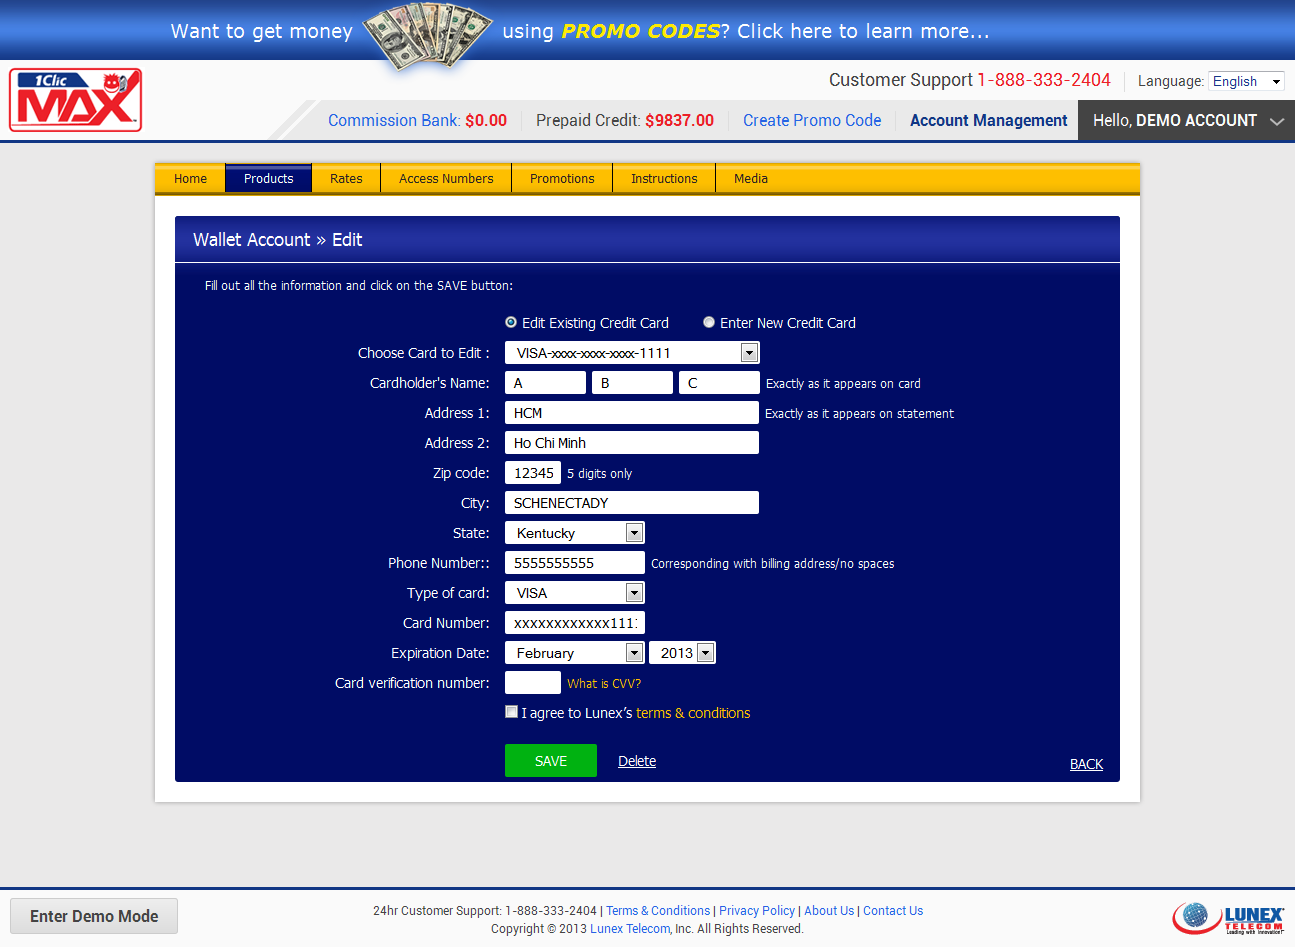 Want to get money using PROMO CODES? Click here to learn more...
1Clic
MAX
Customer Support 1-888-333-2404 Language: English
Commission Bank: $0.00 Prepaid Credit: $9837.00 Create Promo Code Account Management Hello, DEMO ACCOUNT
Home Products Rates Access Numbers Promotions Instructions Media
Wallet Account » Edit
Fill out all the information and click on the SAVE button:
Edit Existing Credit Card Enter New Credit Card
Choose Card to Edit : VISA-xxxx-xxxx-xxxx-1111
Cardholder's Name: A B C Exactly as it appears on card
Address 1: HCM Exactly as it appears on statement
Address 2: Ho Chi Minh
Zip code: 12345 5 digits only
City: SCHENECTADY
State: Kentucky
Phone Number:: 5555555555 Corresponding with billing address/no spaces
Type of card: VISA
Card Number: xxxxxxxxxxxx1111
Expiration Date: February 2013
Card verification number: What is CVV?
I agree to Lunex’s terms & conditions
SAVE Delete BACK
Enter Demo Mode
24hr Customer Support: 1-888-333-2404 | Terms & Conditions | Privacy Policy | About Us | Contact Us
Copyright © 2013 Lunex Telecom, Inc. All Rights Reserved.
LUNEX
TELECOM
Leading with Innovation!